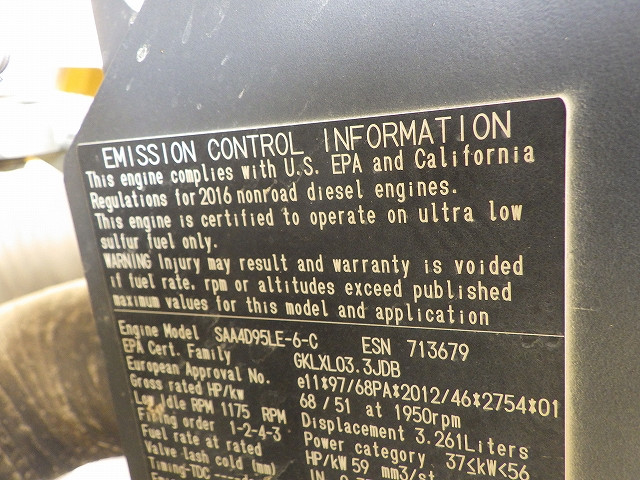 EMISSION CONTROL INFORMATION
This engine complies with U.S. EPA and California
Regulations for 2016 nonroad diesel engines.
This engine is certified to operate on ultra low
sulfur fuel only.
WARNING Injury may result and warranty is voided
if fuel rate. rpm or altitudes exceed published
maximum values for this model and application
Engine Model SAA4D95LE-6-C ESN 713679
EPA Cert. Family GKLXL03.3JDB
European Approval No. e11*97/68PA*2012/46*2754*01
Gross rated HP/kW 68 / 51 at 1950rpm
Low Idle RPM 1175 RPM Displacement 3.261Liters
Firing order 1-2-4-3 Power category 37≤kW<56
Fuel rate at rated HP/kW 59 mm3/st
Valve lash cold (mm) IN
Timing-TDC